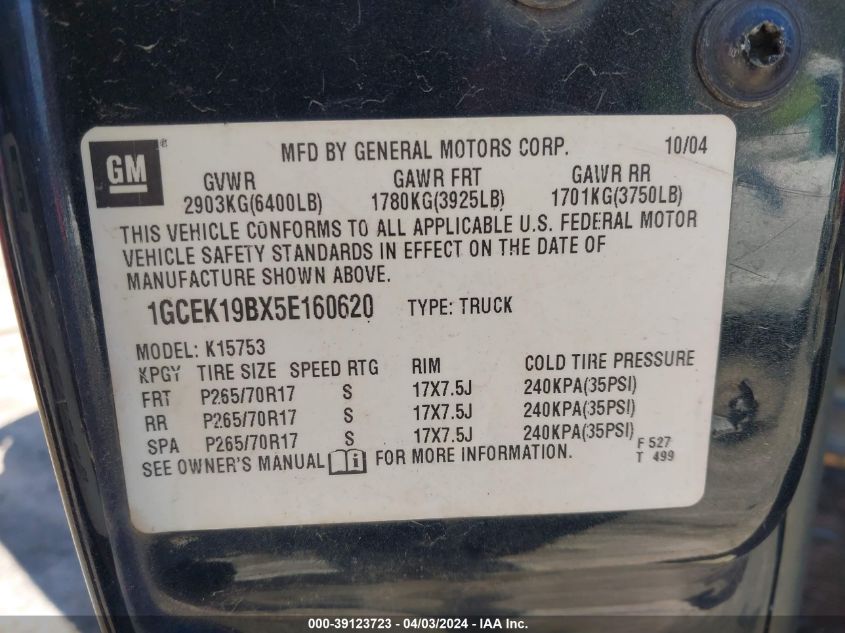 GM ® MFD BY GENERAL MOTORS CORP. 10/04
GVWR GAWR FRT GAWR RR
2903KG(6400LB) 1780KG(3925LB) 1701KG(3750LB)
THIS VEHICLE CONFORMS TO ALL APPLICABLE U.S. FEDERAL MOTOR
VEHICLE SAFETY STANDARDS IN EFFECT ON THE DATE OF
MANUFACTURE SHOWN ABOVE.
1GCEK19BX5E160620 TYPE: TRUCK
MODEL: K15753
KPGY TIRE SIZE SPEED RTG RIM COLD TIRE PRESSURE
FRT P265/70R17 S 17X7.5J 240KPA(35PSI)
RR P265/70R17 S 17X7.5J 240KPA(35PSI)
SPA P265/70R17 S 17X7.5J 240KPA(35PSI)
SEE OWNER'S MANUAL i FOR MORE INFORMATION. F 527
T 499
000-39123723 - 04/03/2024 - IAA Inc.